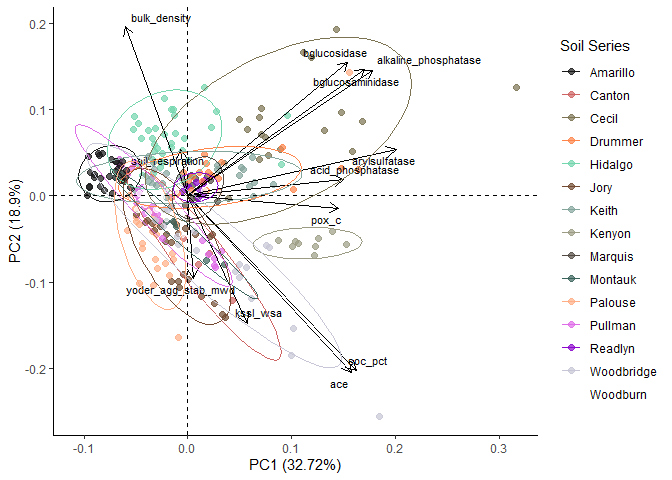 bulk_density
bglucosidase
alkaline_phosphatase
bglucosaminidase
soil_respiration
arylsulfatase
acid_phosphatase
pox_c
yoder_agg_stab_mwd
kssl_wsa
soc_pct
ace
0.2
0.1
0.0
-0.1
-0.2
PC2 (18.9%)
-0.1
0.0
0.1
0.2
0.3
PC1 (32.72%)
Soil Series
Amarillo
Canton
Cecil
Drummer
Hidalgo
Jory
Keith
Kenyon
Marquis
Montauk
Palouse
Pullman
Readlyn
Woodbridge
Woodburn